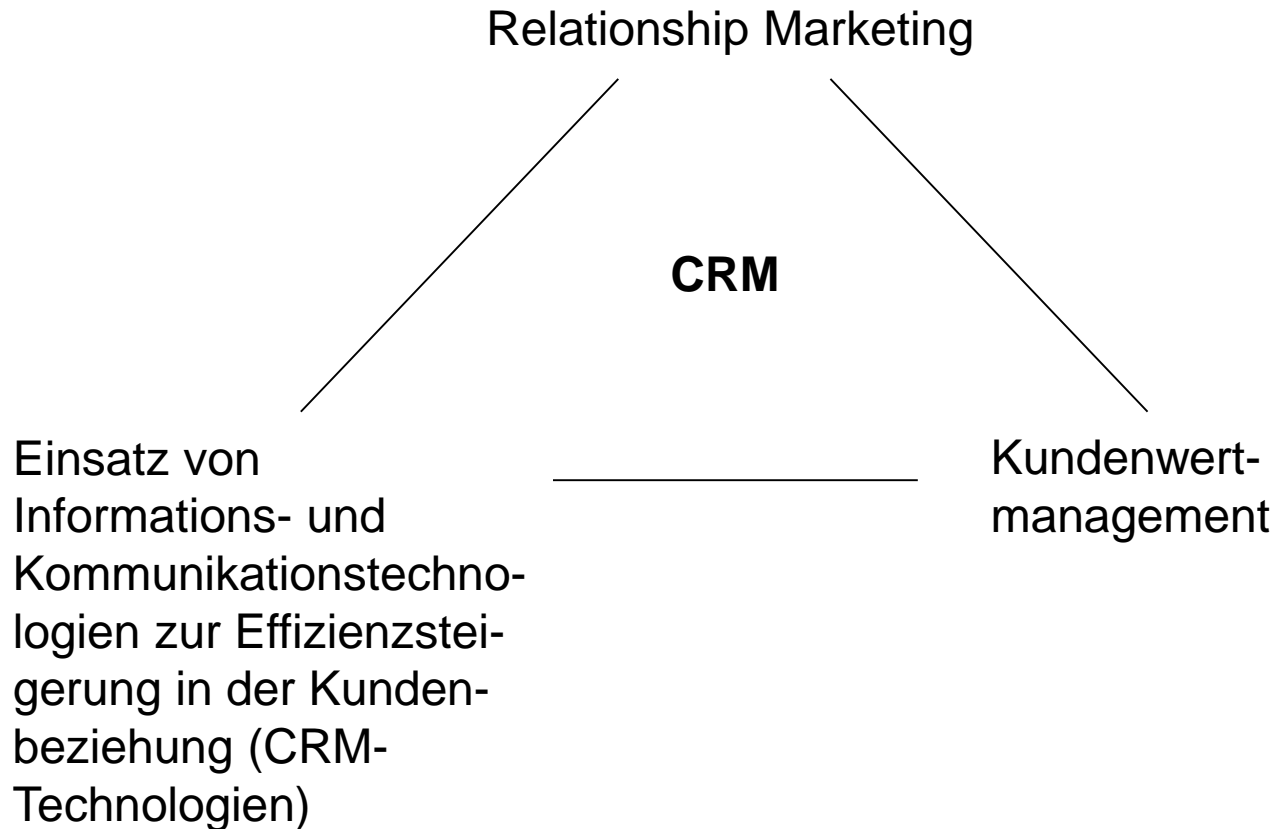 Relationship Marketing
CRM
Einsatz von
Informations- und
Kommunikationstechno-
logien zur Effizienzstei-
gerung in der Kunden-
beziehung (CRM-
Technologien)
Kundenwert-
management